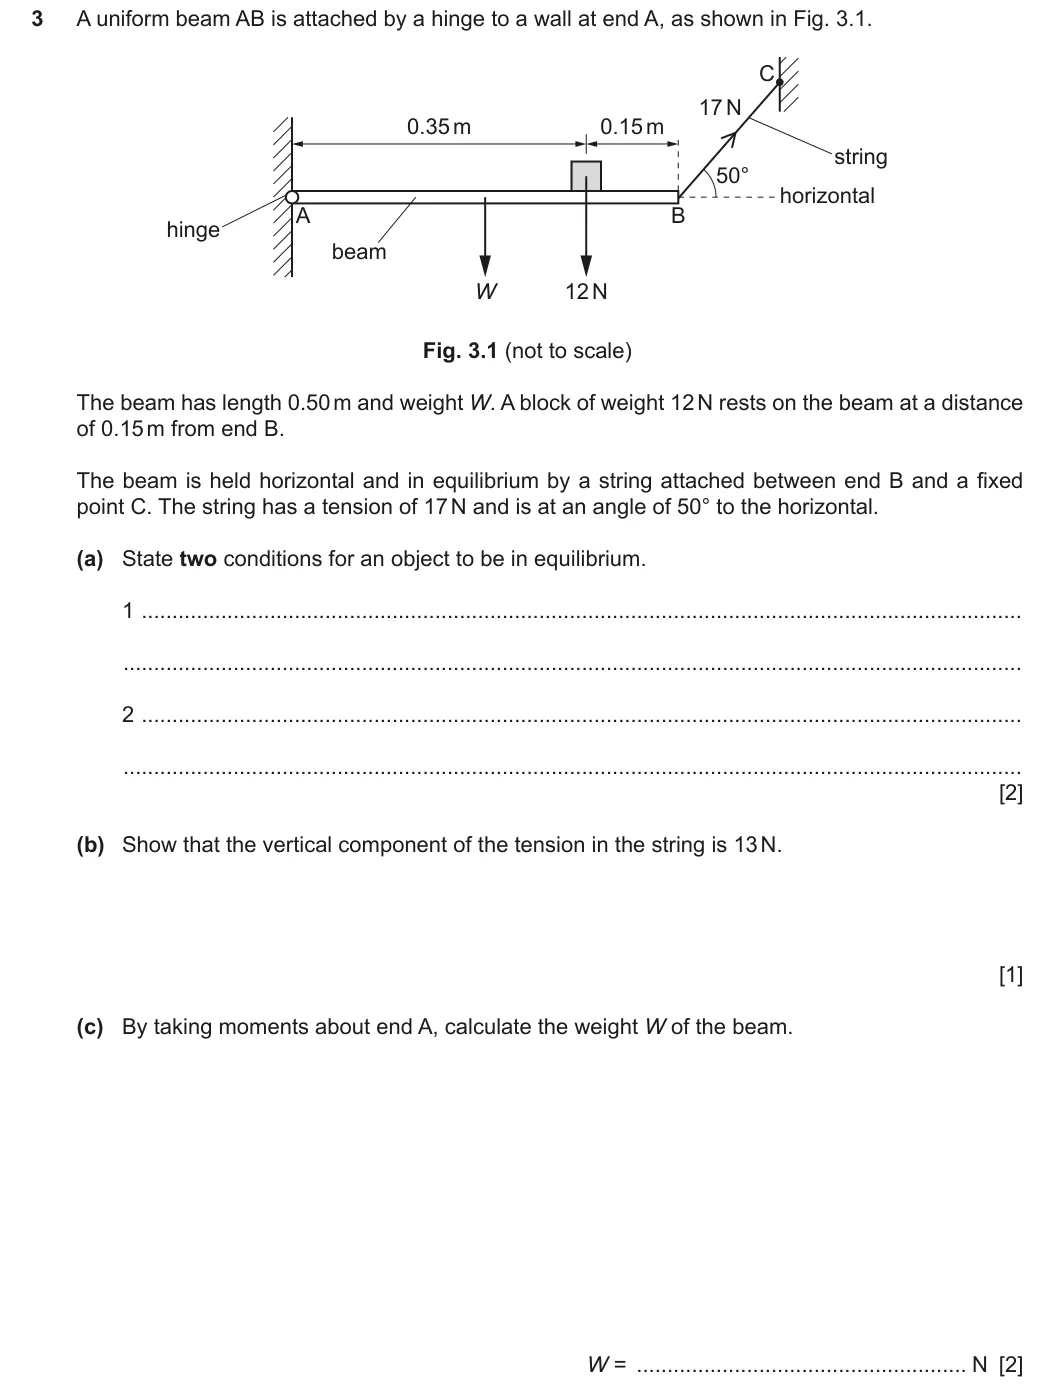 3 A uniform beam AB is attached by a hinge to a wall at end A, as shown in Fig. 3.1.
C
17 N
0.35 m
0.15 m
string
50°
horizontal
A
B
hinge
beam
W
12 N
Fig. 3.1 (not to scale)
The beam has length 0.50 m and weight W. A block of weight 12 N rests on the beam at a distance
of 0.15 m from end B.
The beam is held horizontal and in equilibrium by a string attached between end B and a fixed
point C. The string has a tension of 17 N and is at an angle of 50° to the horizontal.
(a) State two conditions for an object to be in equilibrium.
1 ..................................................
..................................................
2 ..................................................
..................................................
[2]
(b) Show that the vertical component of the tension in the string is 13 N.
[1]
(c) By taking moments about end A, calculate the weight W of the beam.
W = .................................................. N [2]